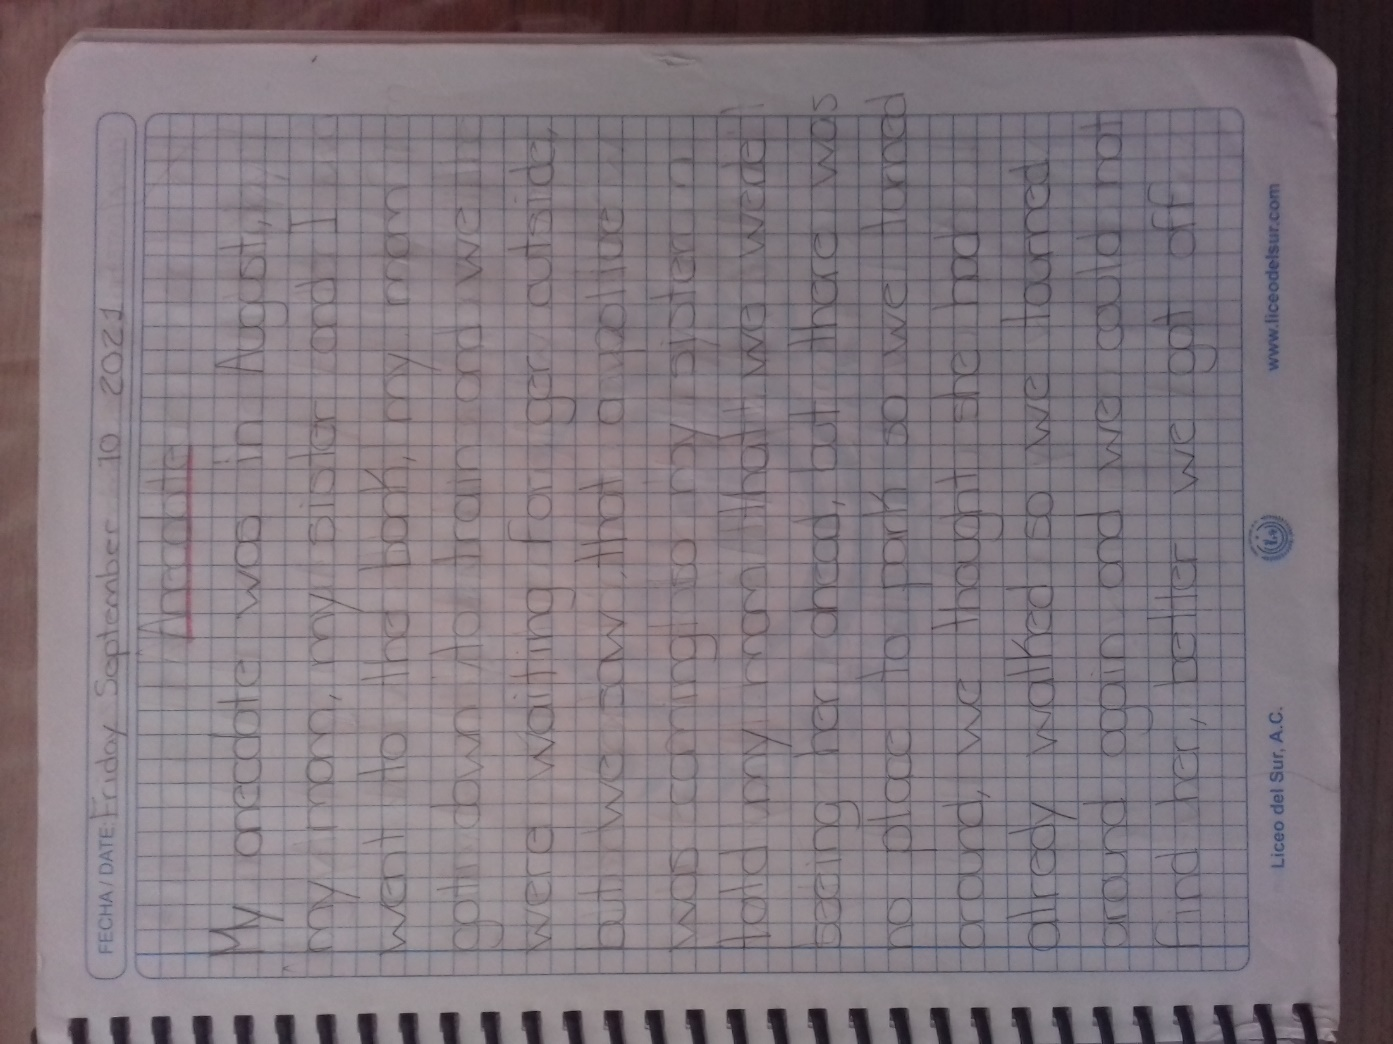 FECHA / DATE: Friday September 10 2021
Anecdote
My anecdote was in August,
my mom, my sister and I
went to the bank, my mom
got down to train and we
were waiting for ger outside,
but we saw that a police
was coming so my sister n
told my mom that we were
seeing her ahead, but there was
no place to park so we turned
around, we thought she had
alredy walked so we tourned
around again and we could not
find her, better we got off
Liceo del Sur, A.C.
www.liceodelsur.com